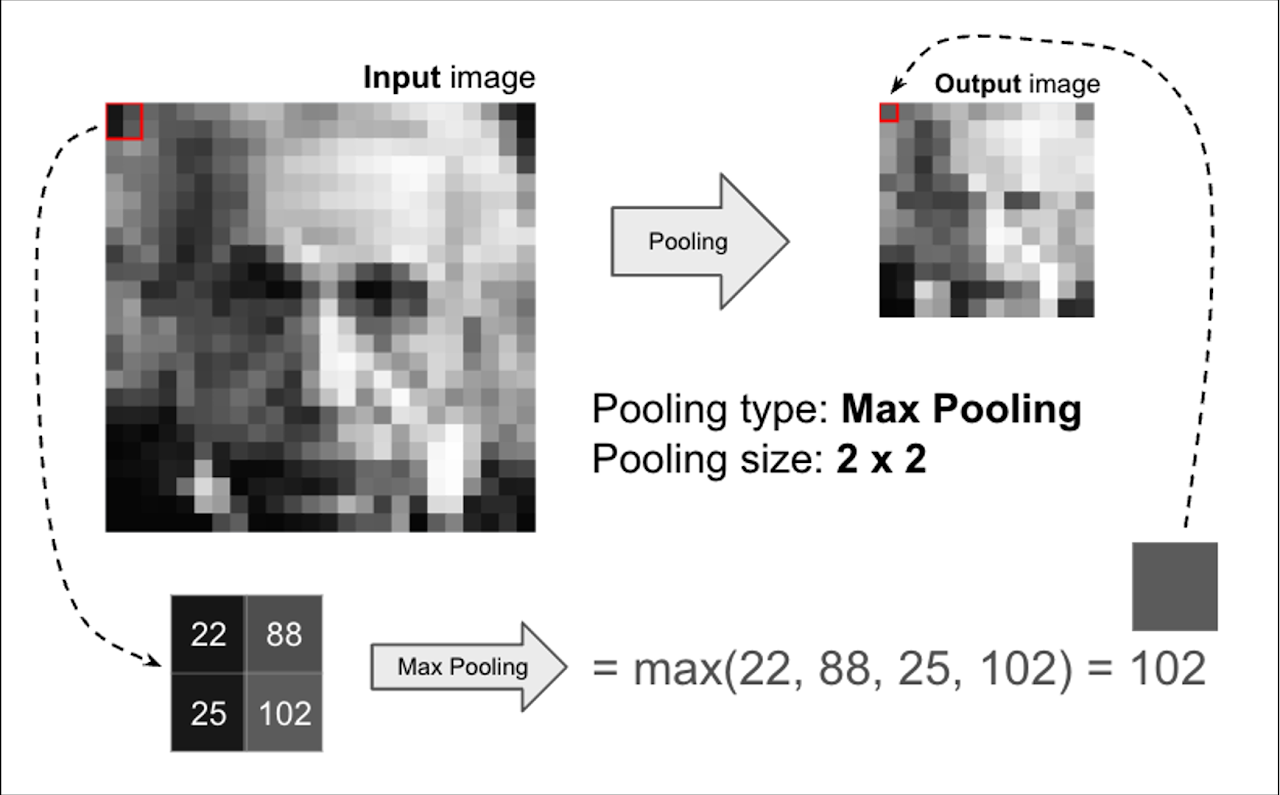 Input image
Output image
Pooling
Pooling type: Max Pooling
Pooling size: 2 x 2
22 88
25 102
Max Pooling
= max(22, 88, 25, 102) = 102